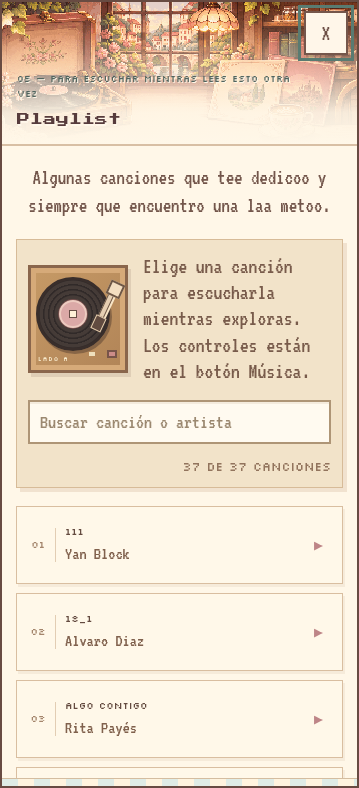 X
06 — PARA ESCUCHAR MIENTRAS LEES ESTO OTRA
VEZ
Playlist
Algunas canciones que tee dedicoo y
siempre que encuentro una laa metoo.
Elige una canción
para escucharla
mientras exploras.
Los controles están
en el botón Música.
LADO A
Buscar canción o artista
37 DE 37 CANCIONES
01
111
Yan Block
02
13_1
Alvaro Diaz
03
ALGO CONTIGO
Rita Payés